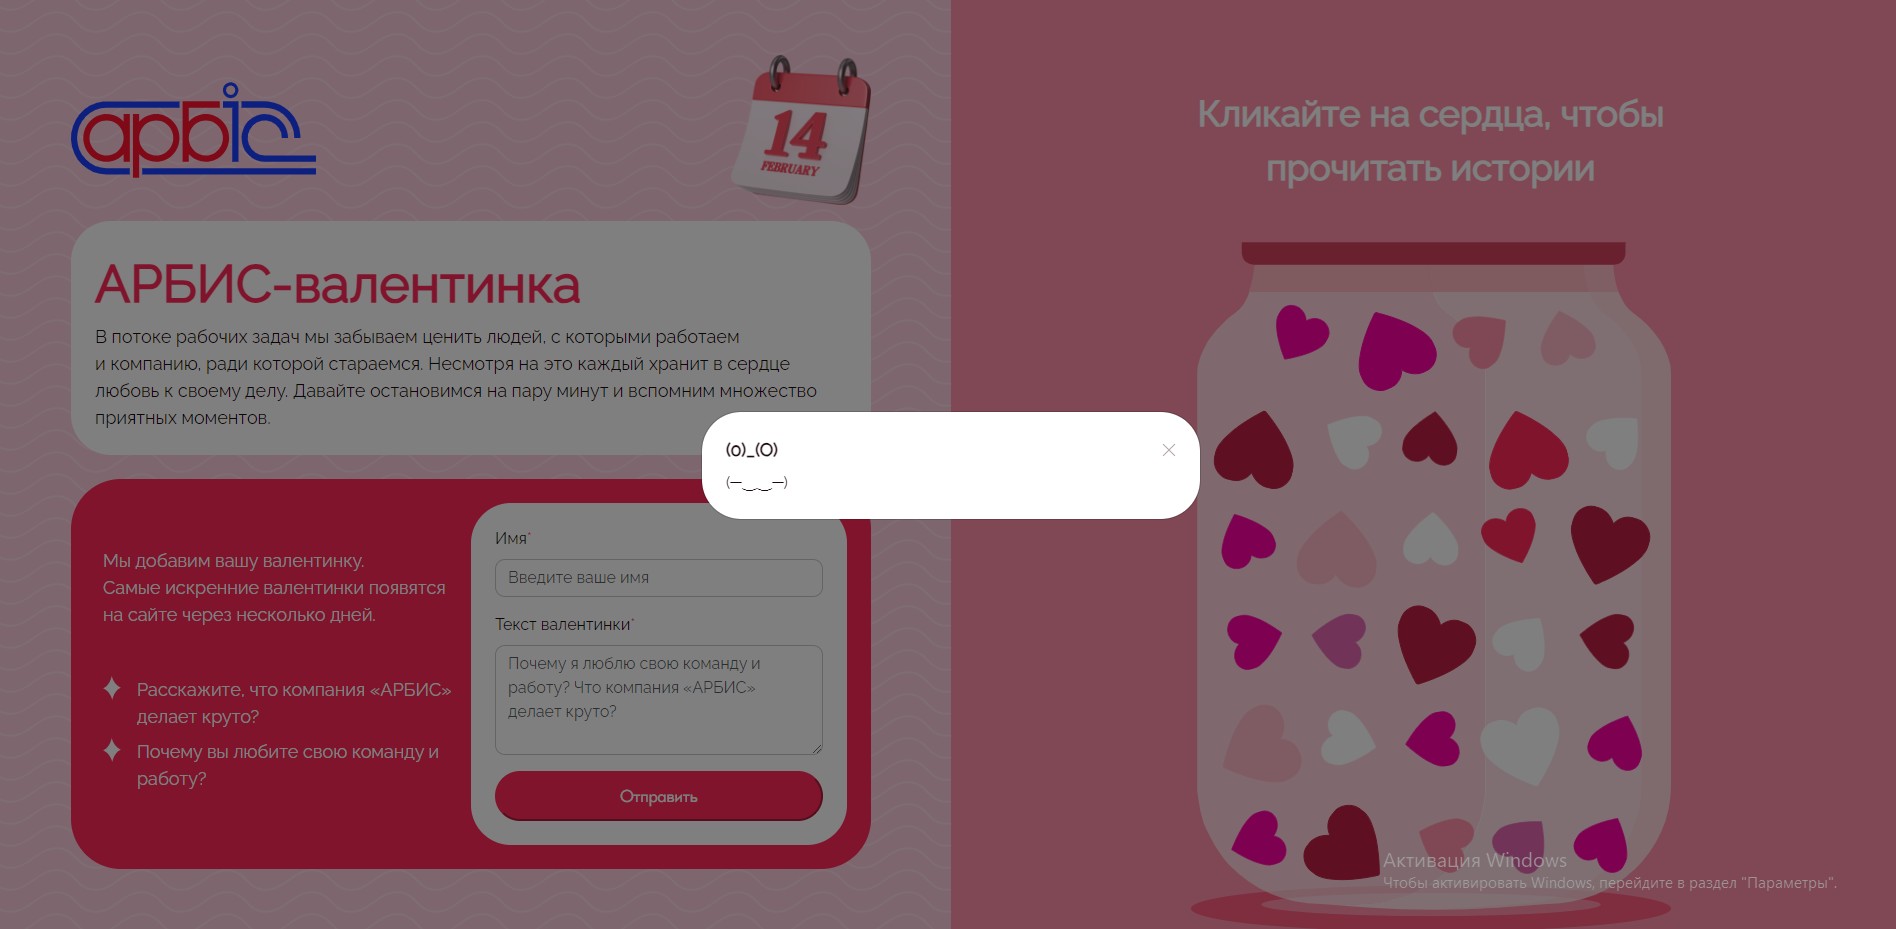 арбіс
14
FEBRUARY
АРБИС-валентинка
В потоке рабочих задач мы забываем ценить людей, с которыми работаем
и компанию, ради которой стараемся. Несмотря на это каждый хранит в сердце
любовь к своему делу. Давайте остановимся на пару минут и вспомним множество
приятных моментов.
Мы добавим вашу валентинку.
Самые искренние валентинки появятся
на сайте через несколько дней.
Расскажите, что компания «АРБИС»
делает круто?
Почему вы любите свою команду и
работу?
Имя*
Введите ваше имя
Текст валентинки*
Почему я люблю свою команду и
работу? Что компания «АРБИС»
делает круто?
Отправить
(о)_(О)
(—‿‿—)
Кликайте на сердца, чтобы
прочитать истории
Активация Windows
Чтобы активировать Windows, перейдите в раздел "Параметры".